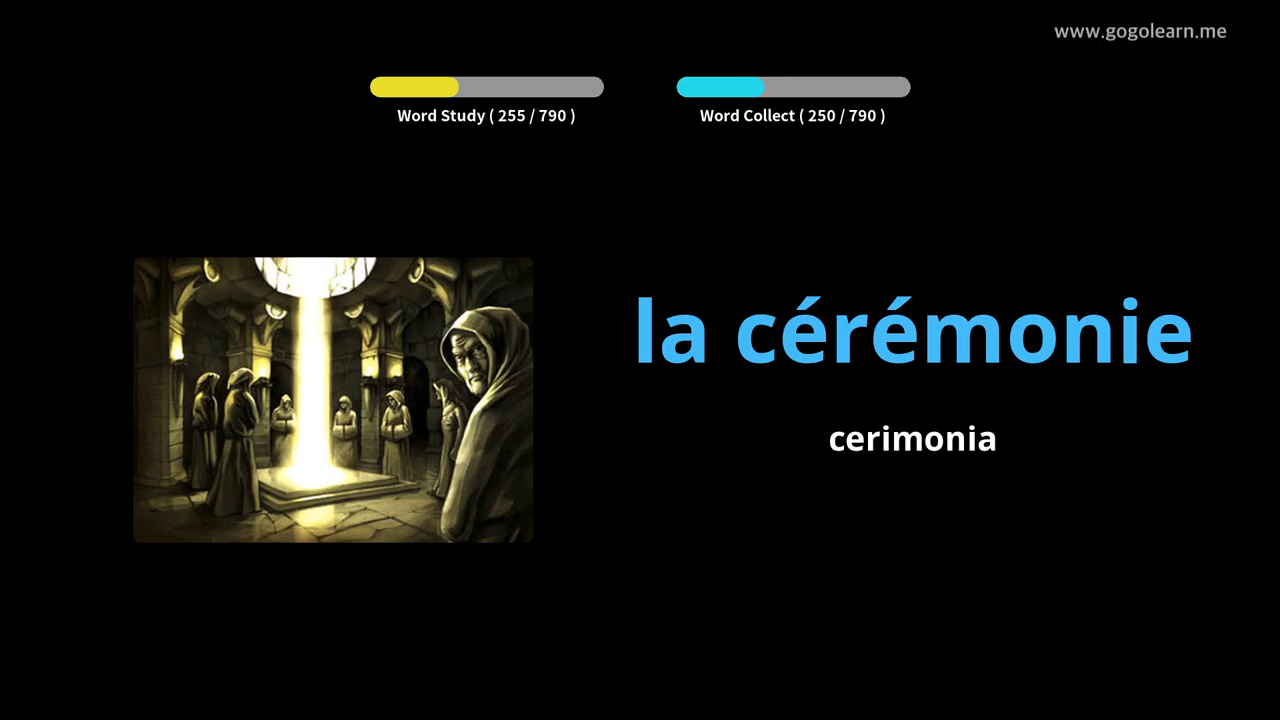 www.gogolearn.me
Word Study ( 255 / 790 )
Word Collect ( 250 / 790 )
la cérémonie
cerimonia